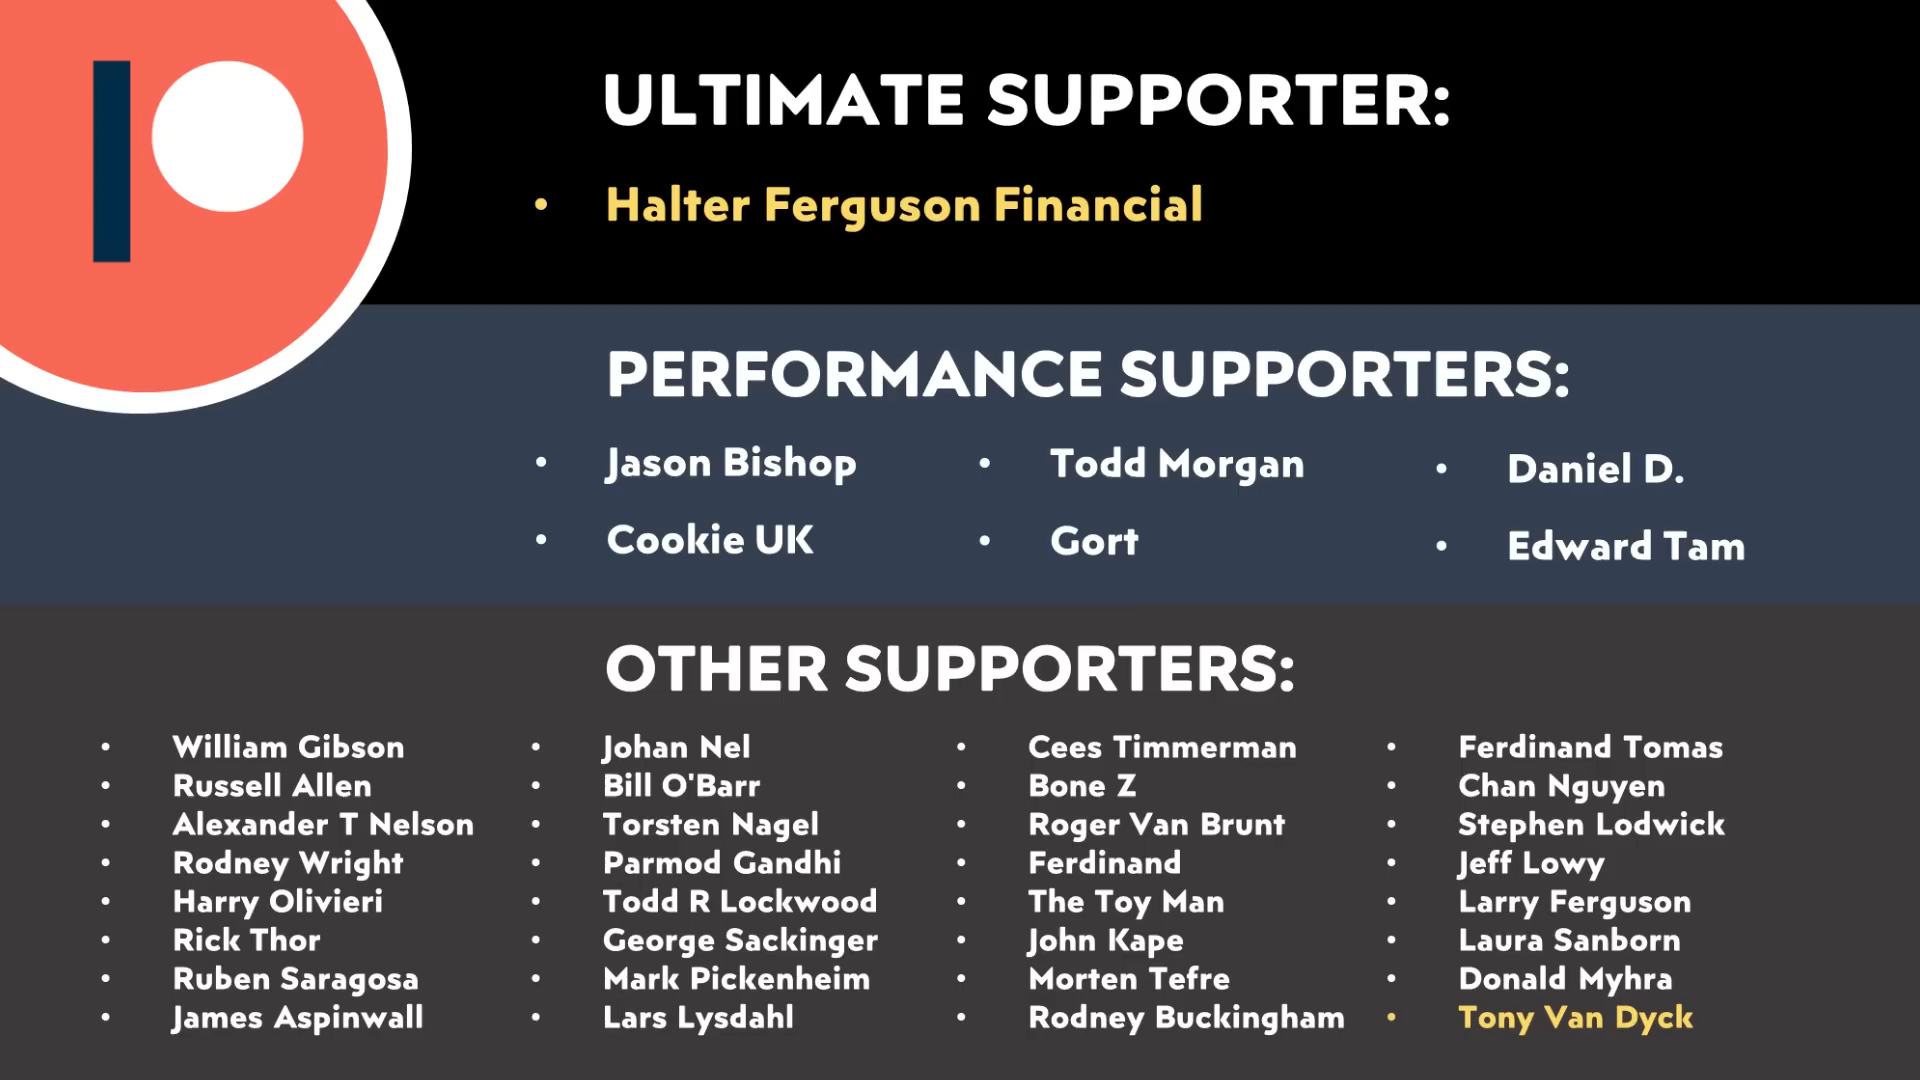 ULTIMATE SUPPORTER:
• Halter Ferguson Financial
PERFORMANCE SUPPORTERS:
• Jason Bishop
• Cookie UK
• Todd Morgan
• Gort
• Daniel D.
• Edward Tam
OTHER SUPPORTERS:
• William Gibson
• Russell Allen
• Alexander T Nelson
• Rodney Wright
• Harry Olivieri
• Rick Thor
• Ruben Saragosa
• James Aspinwall
• Johan Nel
• Bill O'Barr
• Torsten Nagel
• Parmod Gandhi
• Todd R Lockwood
• George Sackinger
• Mark Pickenheim
• Lars Lysdahl
• Cees Timmerman
• Bone Z
• Roger Van Brunt
• Ferdinand
• The Toy Man
• John Kape
• Morten Tefre
• Rodney Buckingham
• Ferdinand Tomas
• Chan Nguyen
• Stephen Lodwick
• Jeff Lowy
• Larry Ferguson
• Laura Sanborn
• Donald Myhra
• Tony Van Dyck